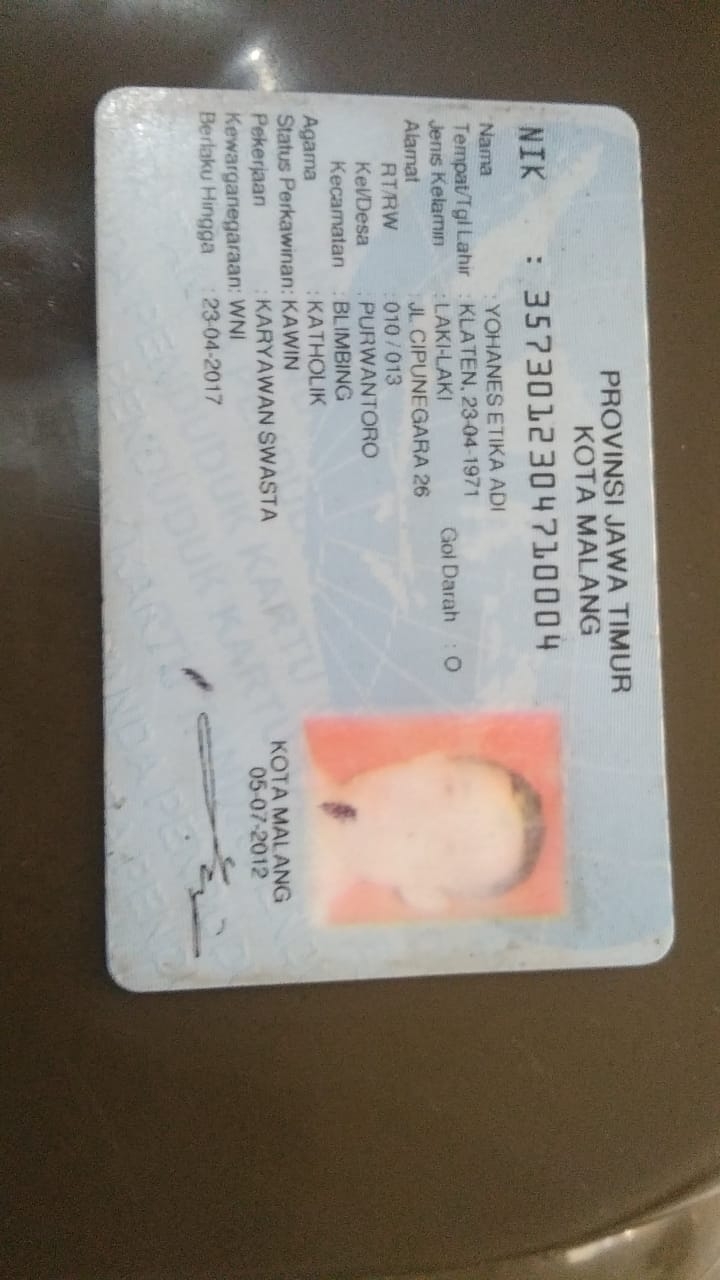 PROVINSI JAWA TIMUR
KOTA MALANG
NIK : 3573012304710004
Nama : YOHANES ETIKA ADI
Tempat/Tgl Lahir : KLATEN, 23-04-1971
Jenis Kelamin : LAKI-LAKI Gol Darah : O
Alamat : JL. CIPUNEGARA 26
RT/RW : 010 / 013
Kel/Desa : PURWANTORO
Kecamatan : BLIMBING
Agama : KATHOLIK
Status Perkawinan: KAWIN
Pekerjaan : KARYAWAN SWASTA
Kewarganegaraan: WNI
Berlaku Hingga : 23-04-2017
KOTA MALANG
05-07-2012